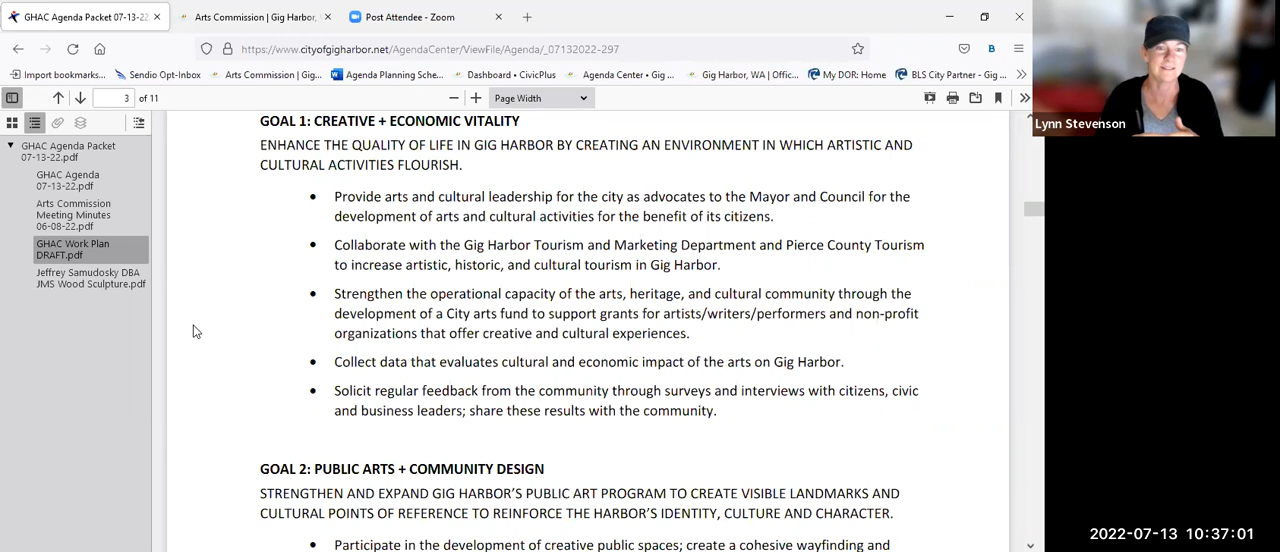 GHAC Agenda Packet 07-13-22.
Arts Commission | Gig Harbor,
Post Attendee - Zoom
https://www.cityofgigharbor.net/AgendaCenter/ViewFile/Agenda/_07132022-297
Import bookmarks...
Sendio Opt-Inbox
Arts Commission | Gig...
Agenda Planning Sche...
Dashboard • CivicPlus
Agenda Center • Gig ...
Gig Harbor, WA | Offic...
My DOR: Home
BLS City Partner - Gig ...
3 of 11
Page Width
GHAC Agenda Packet
07-13-22.pdf
GHAC Agenda
07-13-22.pdf
Arts Commission
Meeting Minutes
06-08-22.pdf
GHAC Work Plan
DRAFT.pdf
Jeffrey Samudosky DBA
JMS Wood Sculpture.pdf
GOAL 1: CREATIVE + ECONOMIC VITALITY
ENHANCE THE QUALITY OF LIFE IN GIG HARBOR BY CREATING AN ENVIRONMENT IN WHICH ARTISTIC AND
CULTURAL ACTIVITIES FLOURISH.
• Provide arts and cultural leadership for the city as advocates to the Mayor and Council for the
development of arts and cultural activities for the benefit of its citizens.
• Collaborate with the Gig Harbor Tourism and Marketing Department and Pierce County Tourism
to increase artistic, historic, and cultural tourism in Gig Harbor.
• Strengthen the operational capacity of the arts, heritage, and cultural community through the
development of a City arts fund to support grants for artists/writers/performers and non-profit
organizations that offer creative and cultural experiences.
• Collect data that evaluates cultural and economic impact of the arts on Gig Harbor.
• Solicit regular feedback from the community through surveys and interviews with citizens, civic
and business leaders; share these results with the community.
GOAL 2: PUBLIC ARTS + COMMUNITY DESIGN
STRENGTHEN AND EXPAND GIG HARBOR'S PUBLIC ART PROGRAM TO CREATE VISIBLE LANDMARKS AND
CULTURAL POINTS OF REFERENCE TO REINFORCE THE HARBOR'S IDENTITY, CULTURE AND CHARACTER.
• Participate in the development of creative public spaces; create a cohesive wayfinding and
Lynn Stevenson
2022-07-13 10:37:01